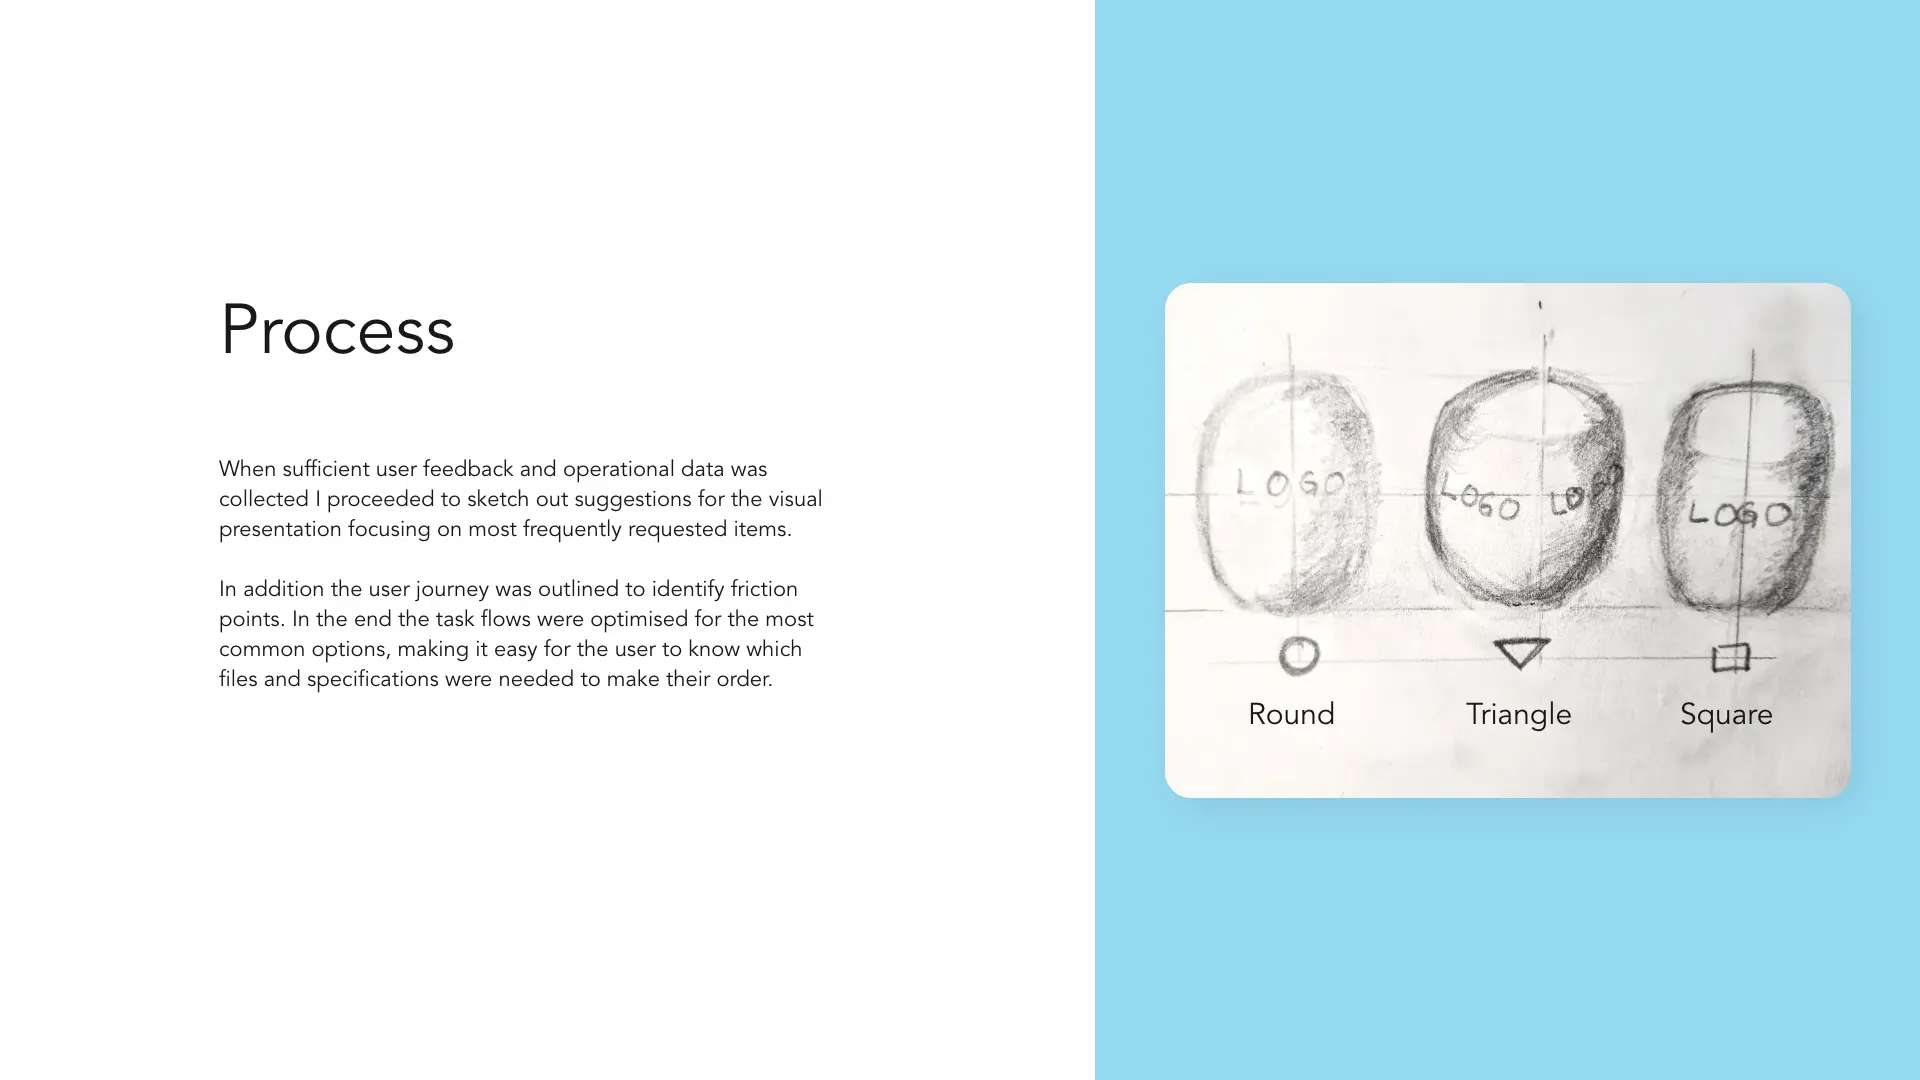 Process
When sufficient user feedback and operational data was
collected I proceeded to sketch out suggestions for the visual
presentation focusing on most frequently requested items.
In addition the user journey was outlined to identify friction
points. In the end the task flows were optimised for the most
common options, making it easy for the user to know which
files and specifications were needed to make their order.
LOGO LOGO LOGO LOGO
Round Triangle Square